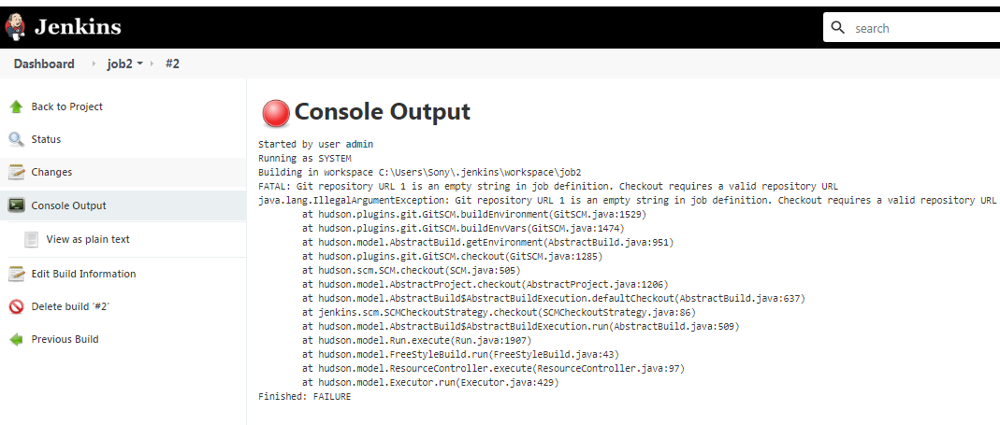 Jenkins
search
Dashboard
job2
#2
Back to Project
Status
Changes
Console Output
View as plain text
Edit Build Information
Delete build ‘#2’
Previous Build
Console Output
Started by user admin
Running as SYSTEM
Building in workspace C:\Users\Sony\.jenkins\workspace\job2
FATAL: Git repository URL 1 is an empty string in job definition. Checkout requires a valid repository URL
java.lang.IllegalArgumentException: Git repository URL 1 is an empty string in job definition. Checkout requires a valid repository URL
at hudson.plugins.git.GitSCM.buildEnvironment(GitSCM.java:1529)
at hudson.plugins.git.GitSCM.buildEnvVars(GitSCM.java:1474)
at hudson.model.AbstractBuild.getEnvironment(AbstractBuild.java:951)
at hudson.plugins.git.GitSCM.checkout(GitSCM.java:1285)
at hudson.scm.SCM.checkout(SCM.java:505)
at hudson.model.AbstractProject.checkout(AbstractProject.java:1206)
at hudson.model.AbstractBuild$AbstractBuildExecution.defaultCheckout(AbstractBuild.java:637)
at jenkins.scm.SCMCheckoutStrategy.checkout(SCMCheckoutStrategy.java:86)
at hudson.model.AbstractBuild$AbstractBuildExecution.run(AbstractBuild.java:509)
at hudson.model.Run.execute(Run.java:1907)
at hudson.model.FreeStyleBuild.run(FreeStyleBuild.java:43)
at hudson.model.ResourceController.execute(ResourceController.java:97)
at hudson.model.Executor.run(Executor.java:429)
Finished: FAILURE